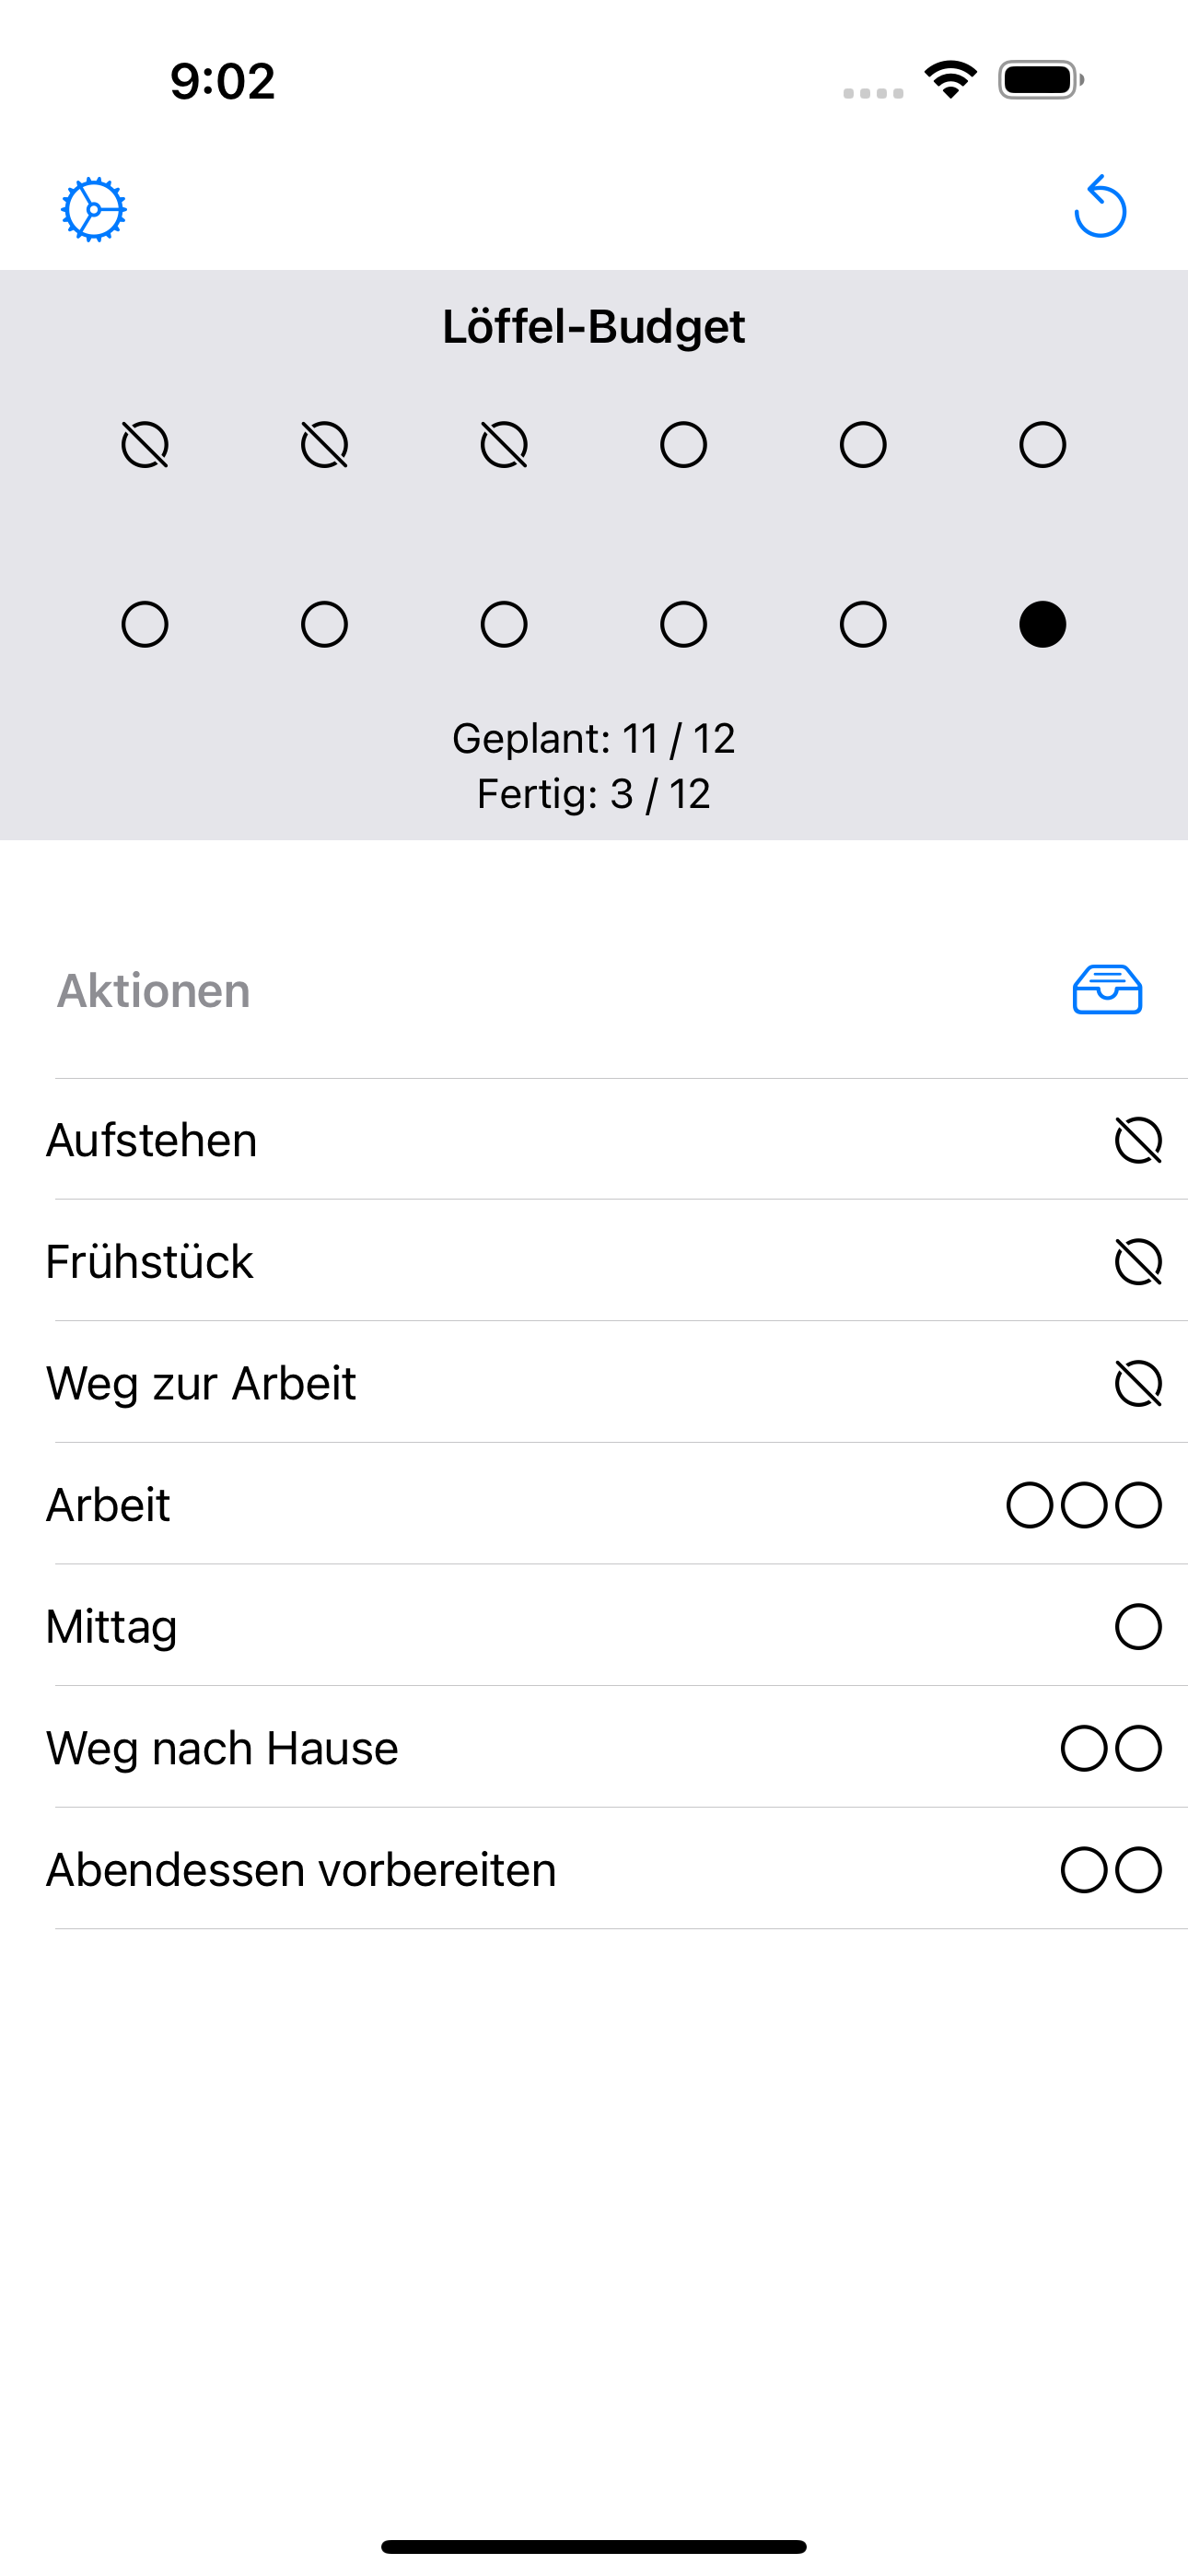 9:02
Löffel-Budget
Geplant: 11 / 12
Fertig: 3 / 12
Aktionen
Aufstehen
Frühstück
Weg zur Arbeit
Arbeit
Mittag
Weg nach Hause
Abendessen vorbereiten